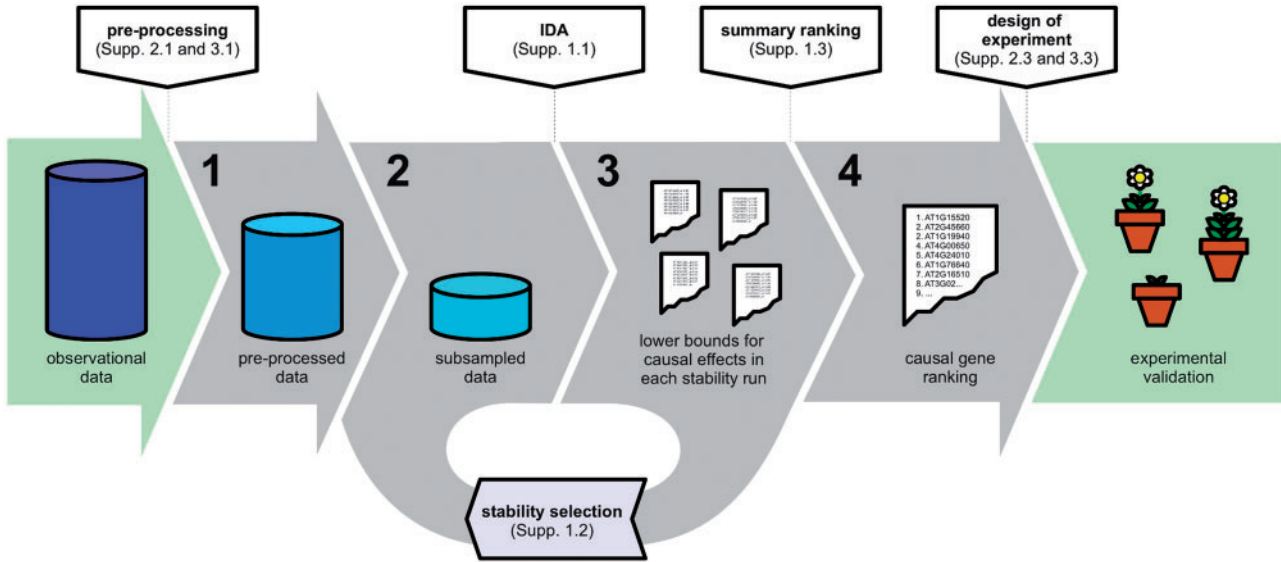 pre-processing
(Supp. 2.1 and 3.1)
IDA
(Supp. 1.1)
summary ranking
(Supp. 1.3)
design of
experiment
(Supp. 2.3 and 3.3)
1
2
3
4
observational
data
pre-processed
data
subsampled
data
lower bounds for
causal effects in
each stability run
1. AT1G15520
2. AT2G45660
2. AT1G19940
4. AT4G00650
5. AT4G24010
6. AT1G76640
7. AT2G16510
8. AT3G02...
9. ...
causal gene
ranking
experimental
validation
stability selection
(Supp. 1.2)